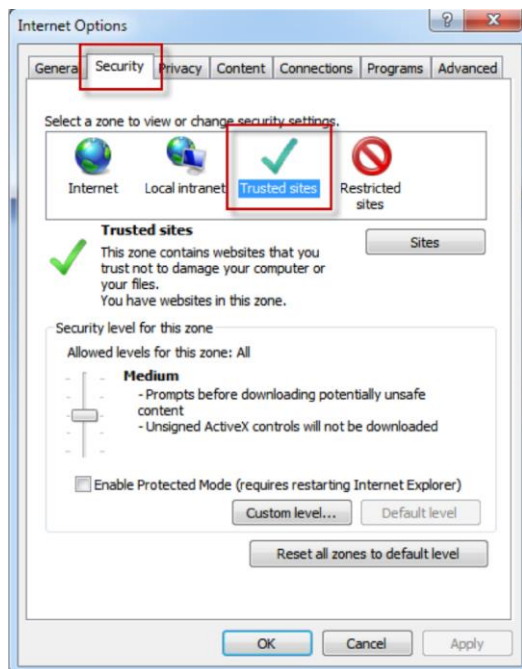 Internet Options
General Security Privacy Content Connections Programs Advanced
Select a zone to view or change security settings.
Internet Local intranet Trusted sites Restricted
sites
Trusted sites
Sites
This zone contains websites that you
trust not to damage your computer or
your files.
You have websites in this zone.
Security level for this zone
Allowed levels for this zone: All
Medium
- Prompts before downloading potentially unsafe
content
- Unsigned ActiveX controls will not be downloaded
Enable Protected Mode (requires restarting Internet Explorer)
Custom level... Default level
Reset all zones to default level
OK Cancel Apply